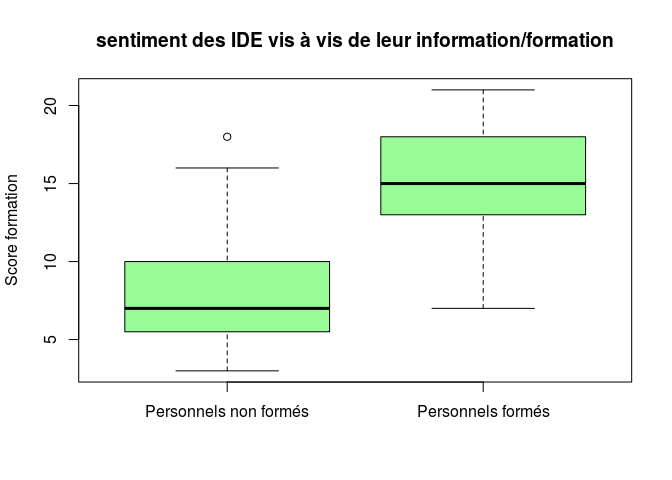 sentiment des IDE vis à vis de leur information/formation
Score formation
20
15
10
5
Personnels non formés
Personnels formés